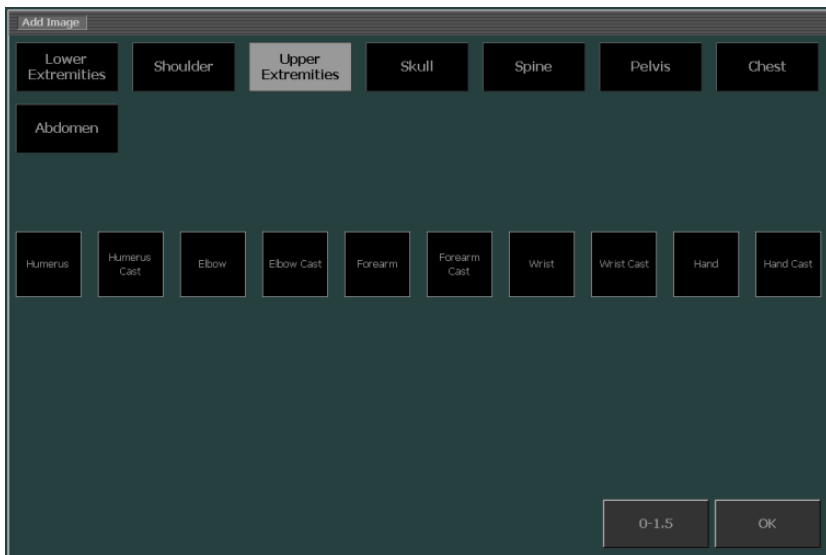 Add Image
Lower
Extremities
Shoulder
Upper
Extremities
Skull
Spine
Pelvis
Chest
Abdomen
Humerus
Humerus
Cast
Elbow
Elbow Cast
Forearm
Forearm
Cast
Wrist
Wrist Cast
Hand
Hand Cast
0-1.5
OK